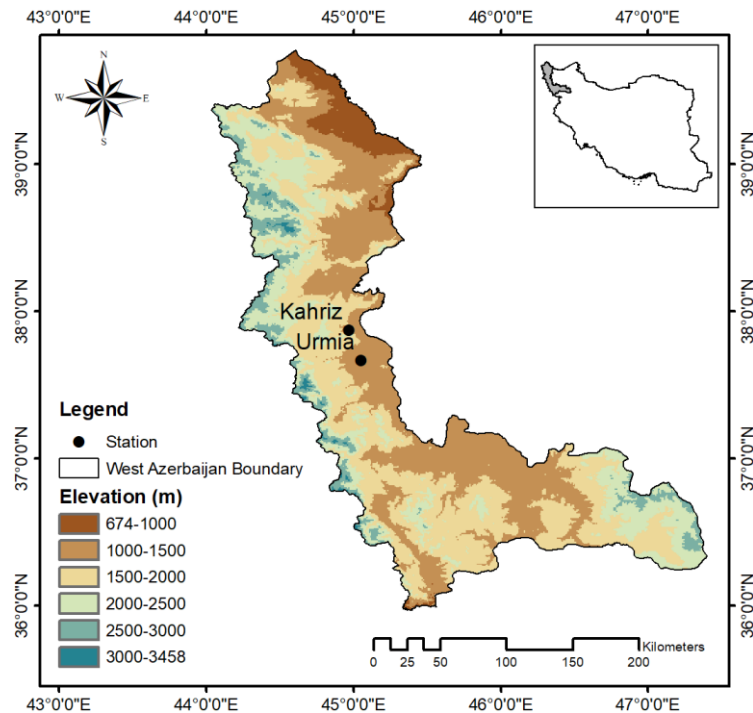 43°0'0"E 44°0'0"E 45°0'0"E 46°0'0"E 47°0'0"E
N
W E
S
39°0'0"N 39°0'0"N
38°0'0"N 38°0'0"N
37°0'0"N 37°0'0"N
36°0'0"N 36°0'0"N
Kahriz
Urmia
Legend
Station
West Azerbaijan Boundary
Elevation (m)
674-1000
1000-1500
1500-2000
2000-2500
2500-3000
3000-3458
Kilometers
0 25 50 100 150 200
43°0'0"E 44°0'0"E 45°0'0"E 46°0'0"E 47°0'0"E